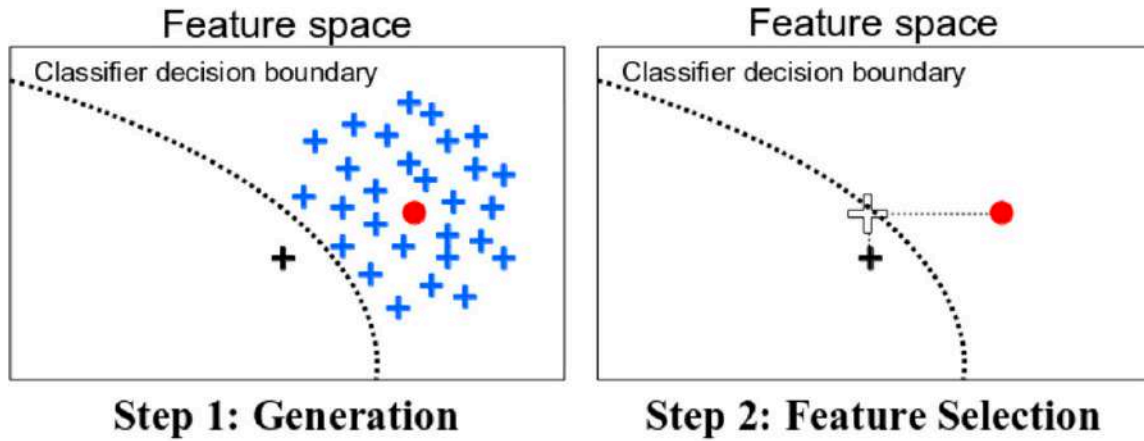 Feature space
Classifier decision boundary
Step 1: Generation
Feature space
Classifier decision boundary
Step 2: Feature Selection